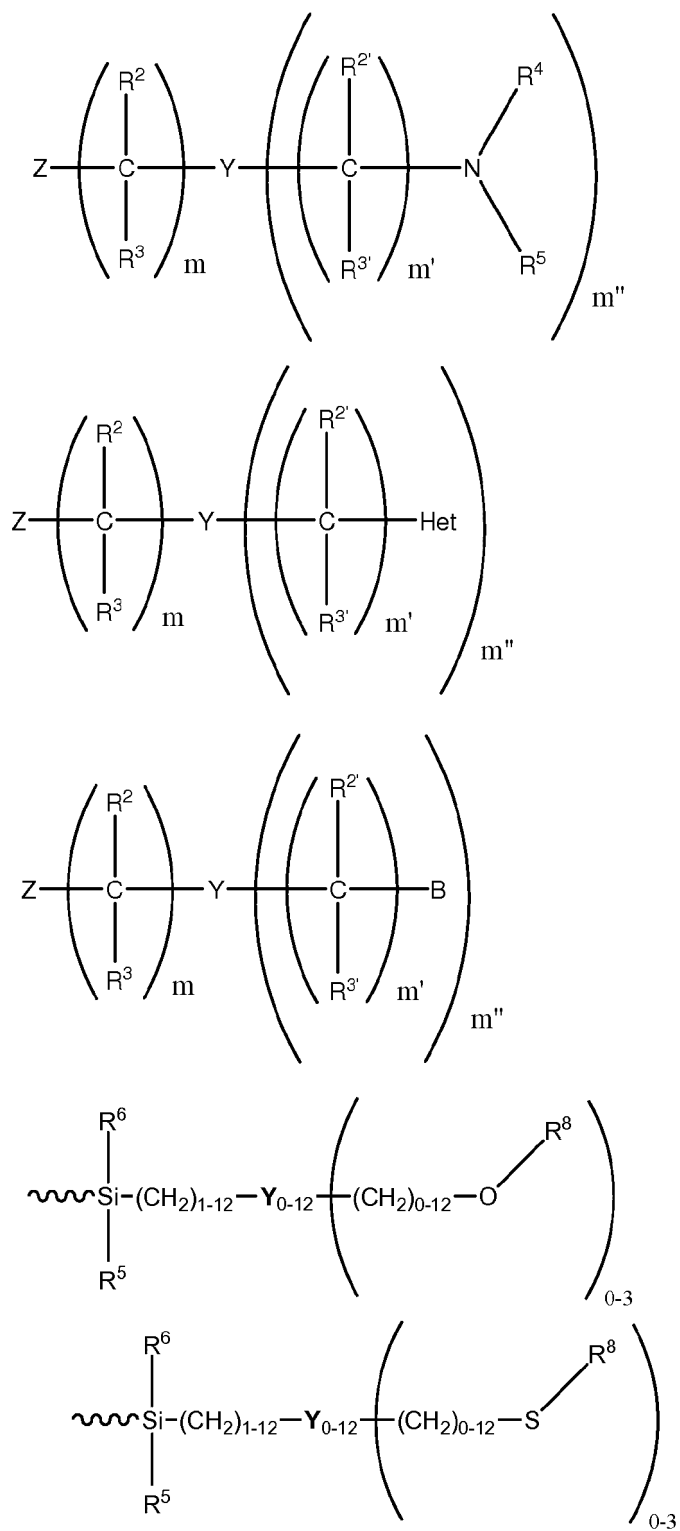 R² R²' R⁴
Z C Y C N
R³ m R³' m' R⁵ m"
R² R²'
Z C Y C Het
R³ m R³' m' m"
R² R²'
Z C Y C B
R³ m R³' m' m"
R⁶ R⁸
Si (CH₂)₁₋₁₂ Y₀₋₁₂ (CH₂)₀₋₁₂ O
R⁵ 0-3
R⁶ R⁸
Si (CH₂)₁₋₁₂ Y₀₋₁₂ (CH₂)₀₋₁₂ S
R⁵ 0-3